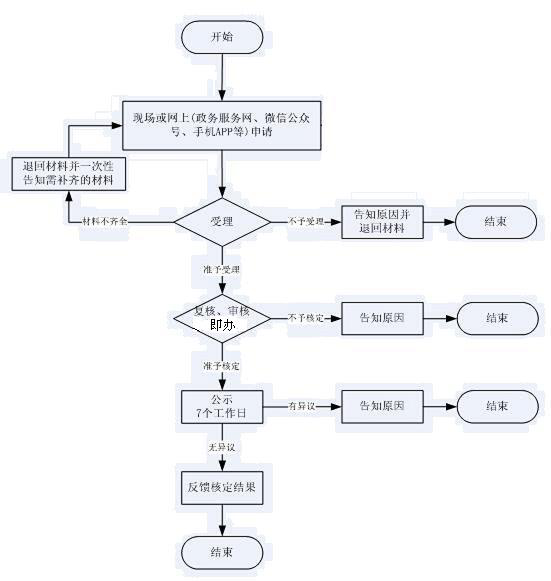 开始
现场或网上(政务服务网、微信公众
号、手机APP等)申请
退回材料并一次性
告知需补齐的材料
材料不齐全
受理
不予受理
告知原因并
退回材料
结束
准予受理
复核、审核
即办
不予核定
告知原因
结束
准予核定
公示
7个工作日
有异议
告知原因
结束
无异议
反馈核定结果
结束